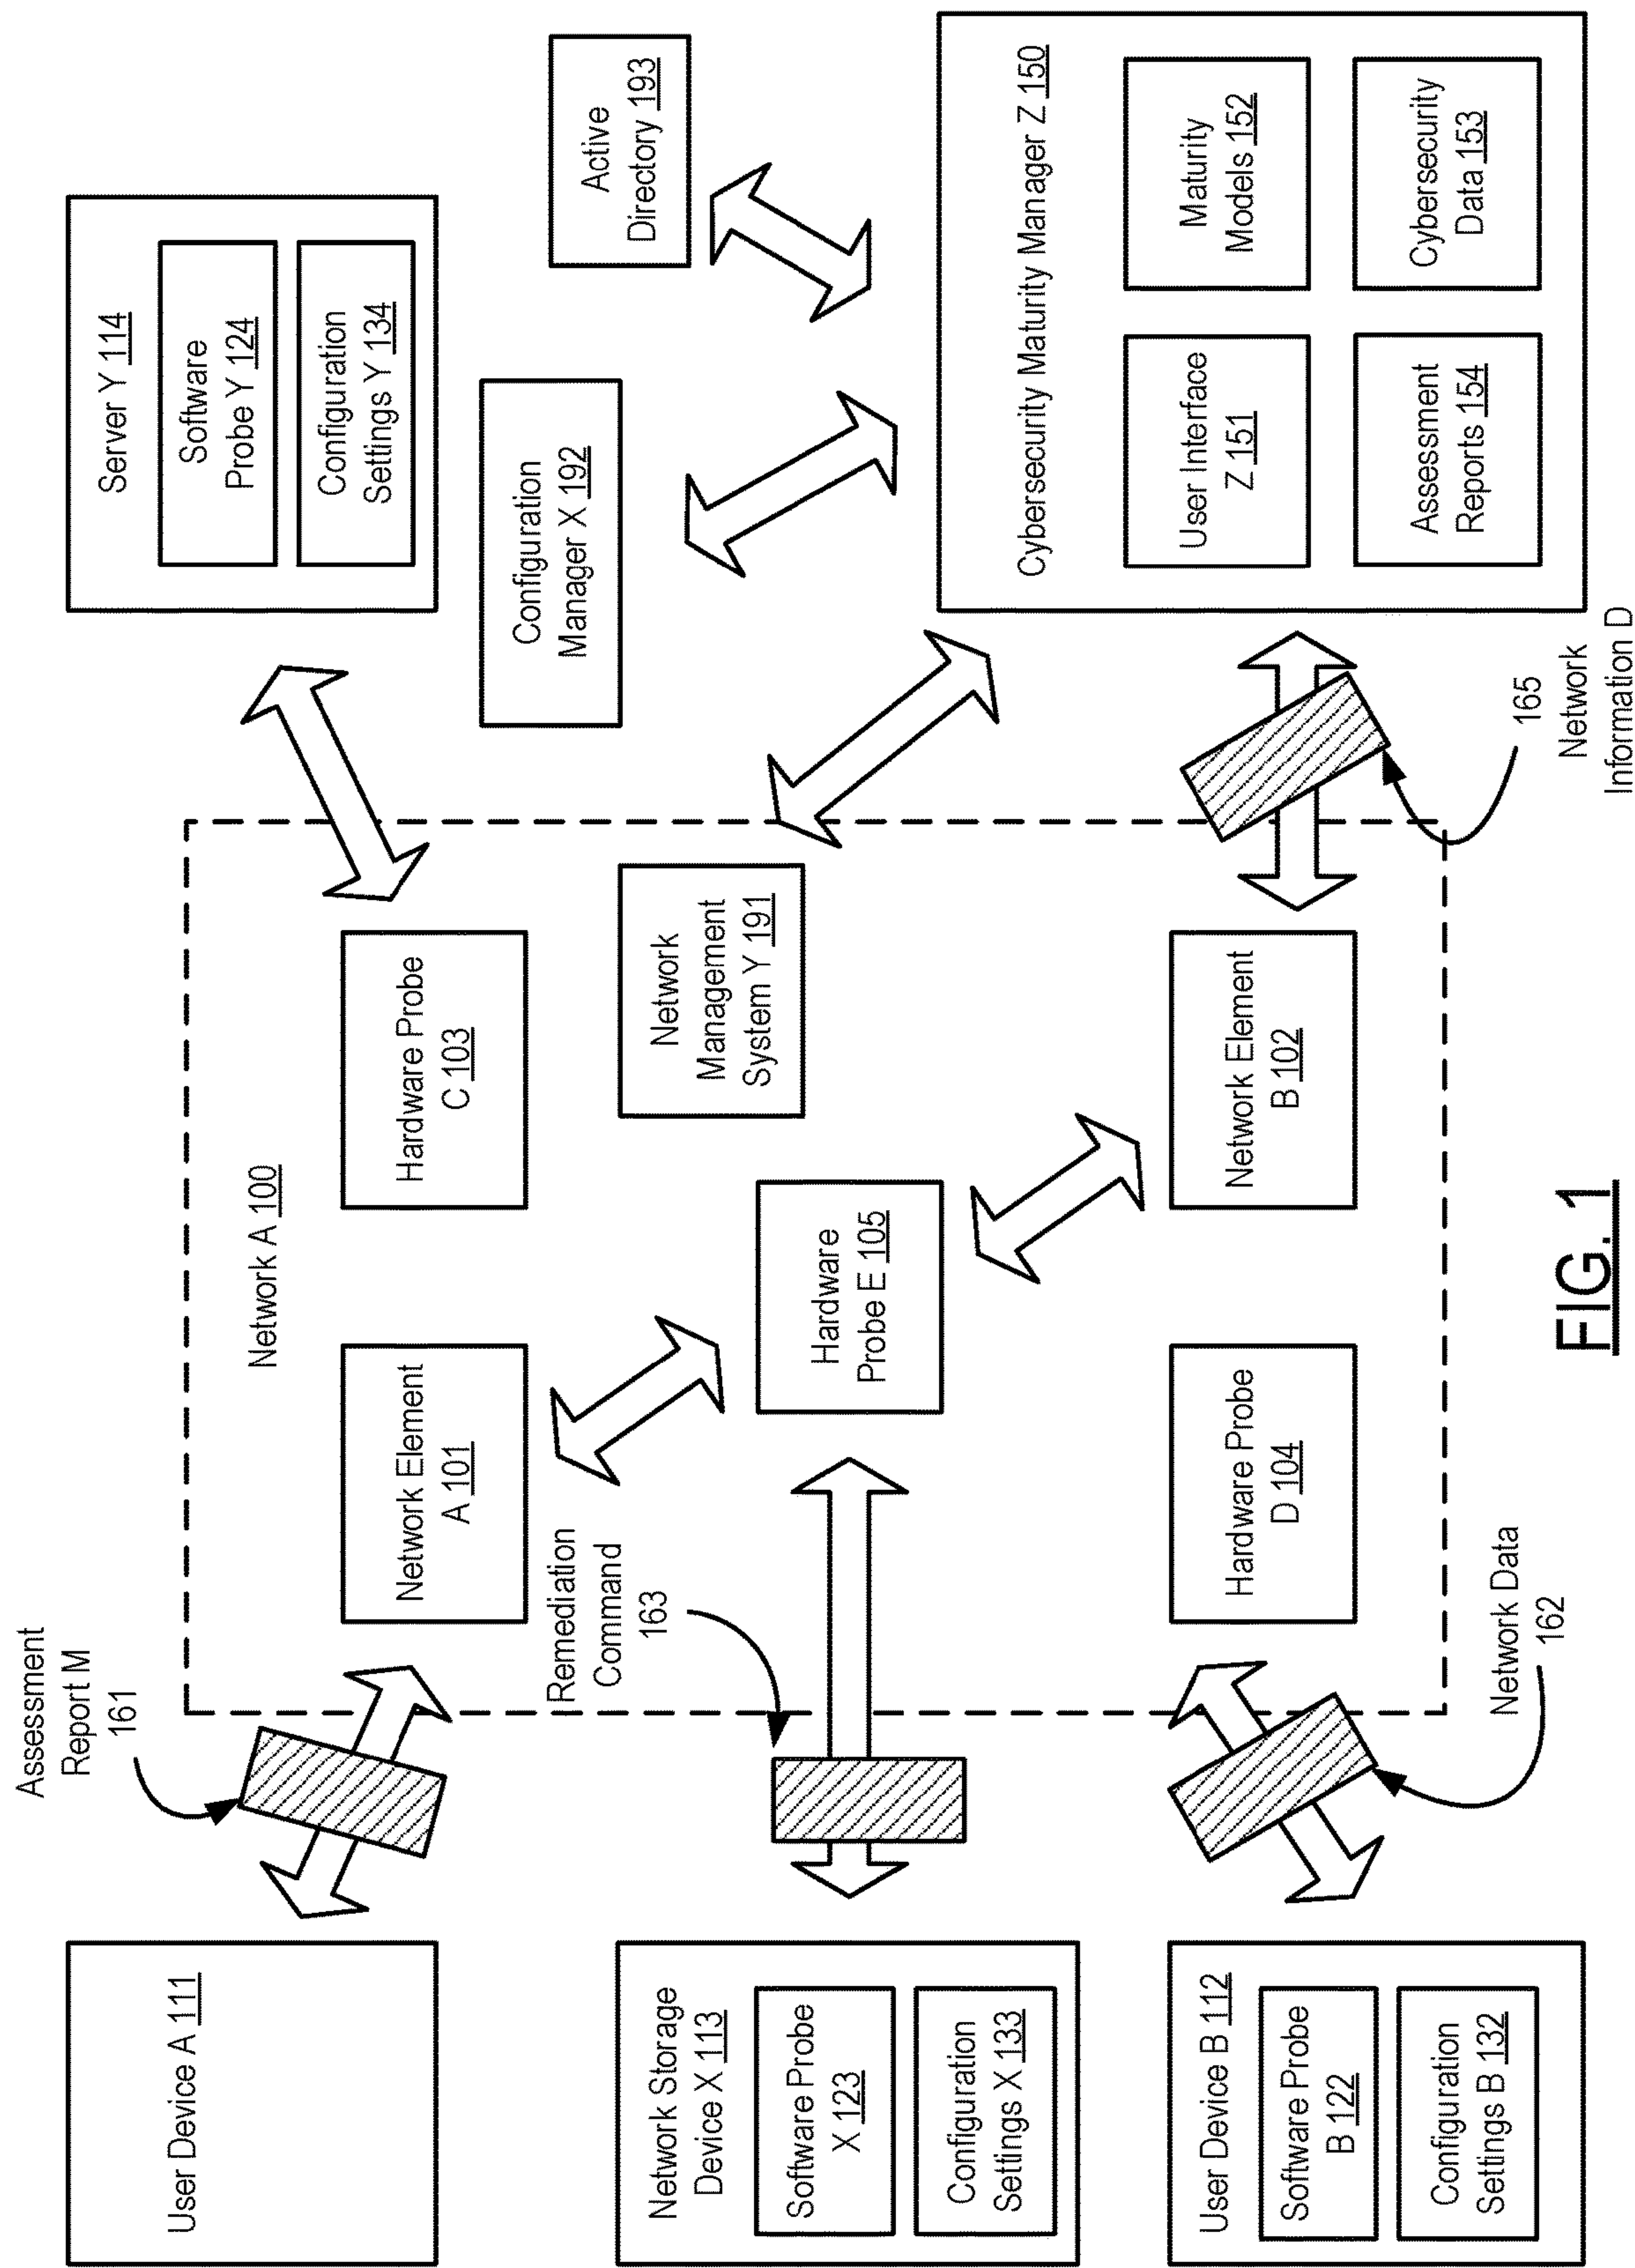 User Device A 111
Assessment
Report M
161
Network A 100
Network Element
A 101
Hardware Probe
C 103
Server Y 114
Software
Probe Y 124
Configuration
Settings Y 134
Network Storage
Device X 113
Software Probe
X 123
Configuration
Settings X 133
Remediation
Command
163
Hardware
Probe E 105
Network
Management
System Y 191
Configuration
Manager X 192
Active
Directory 193
User Device B 112
Software Probe
B 122
Configuration
Settings B 132
Network Data
162
Hardware Probe
D 104
Network Element
B 102
165
Network
Information D
Cybersecurity Maturity Manager Z 150
User Interface
Z 151
Maturity
Models 152
Assessment
Reports 154
Cybersecurity
Data 153
FIG. 1